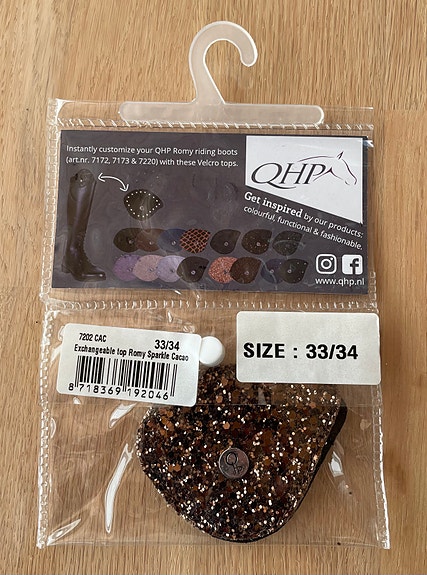 Instantly customize your QHP Romy riding boots
(art.nr. 7172, 7173 & 7220) with these Velcro tops.
QHP
Get inspired by our products:
colourful, functional & fashionable.
www.qhp.nl
7202 CAC
33/34
Exchangeable top Romy Sparkle Cacao
8 718369 192046
SIZE : 33/34